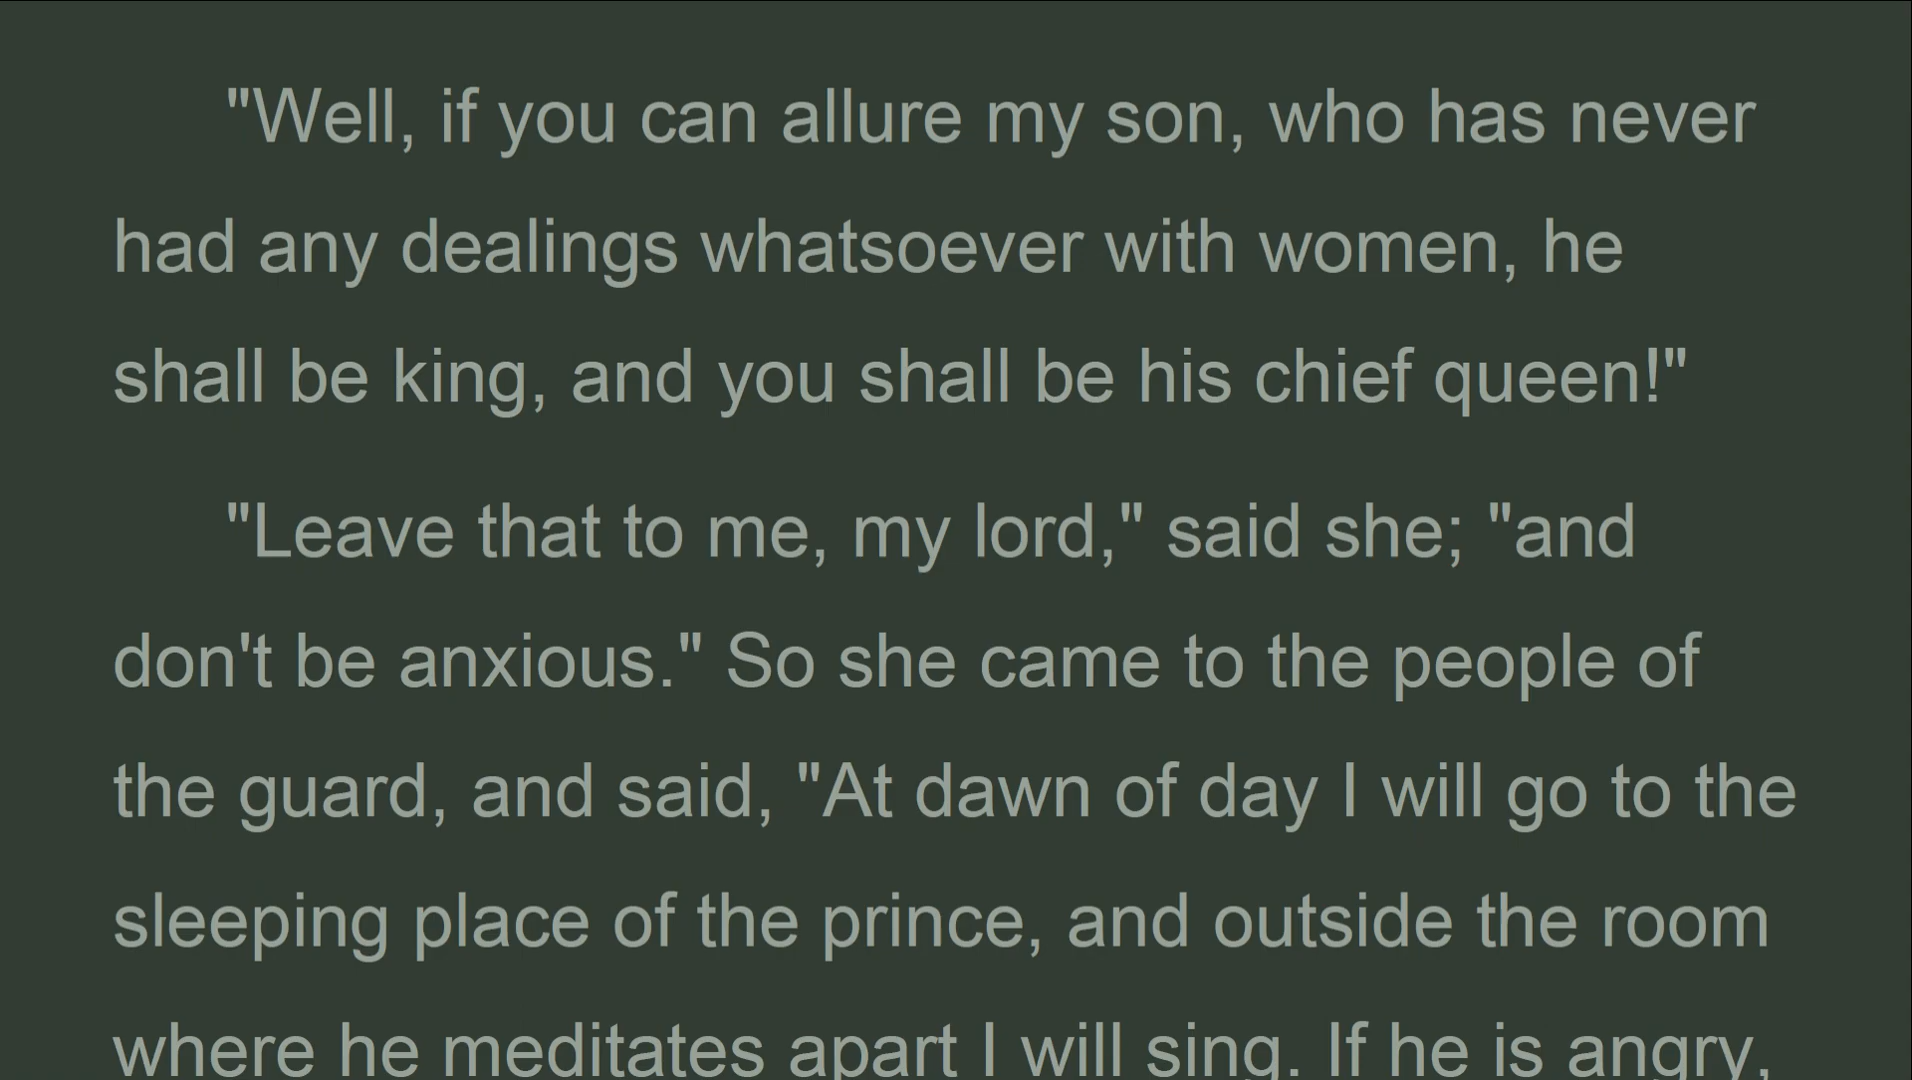 "Well, if you can allure my son, who has never
had any dealings whatsoever with women, he
shall be king, and you shall be his chief queen!"
"Leave that to me, my lord," said she; "and
don't be anxious." So she came to the people of
the guard, and said, "At dawn of day I will go to the
sleeping place of the prince, and outside the room
where he meditates apart I will sing. If he is angry,